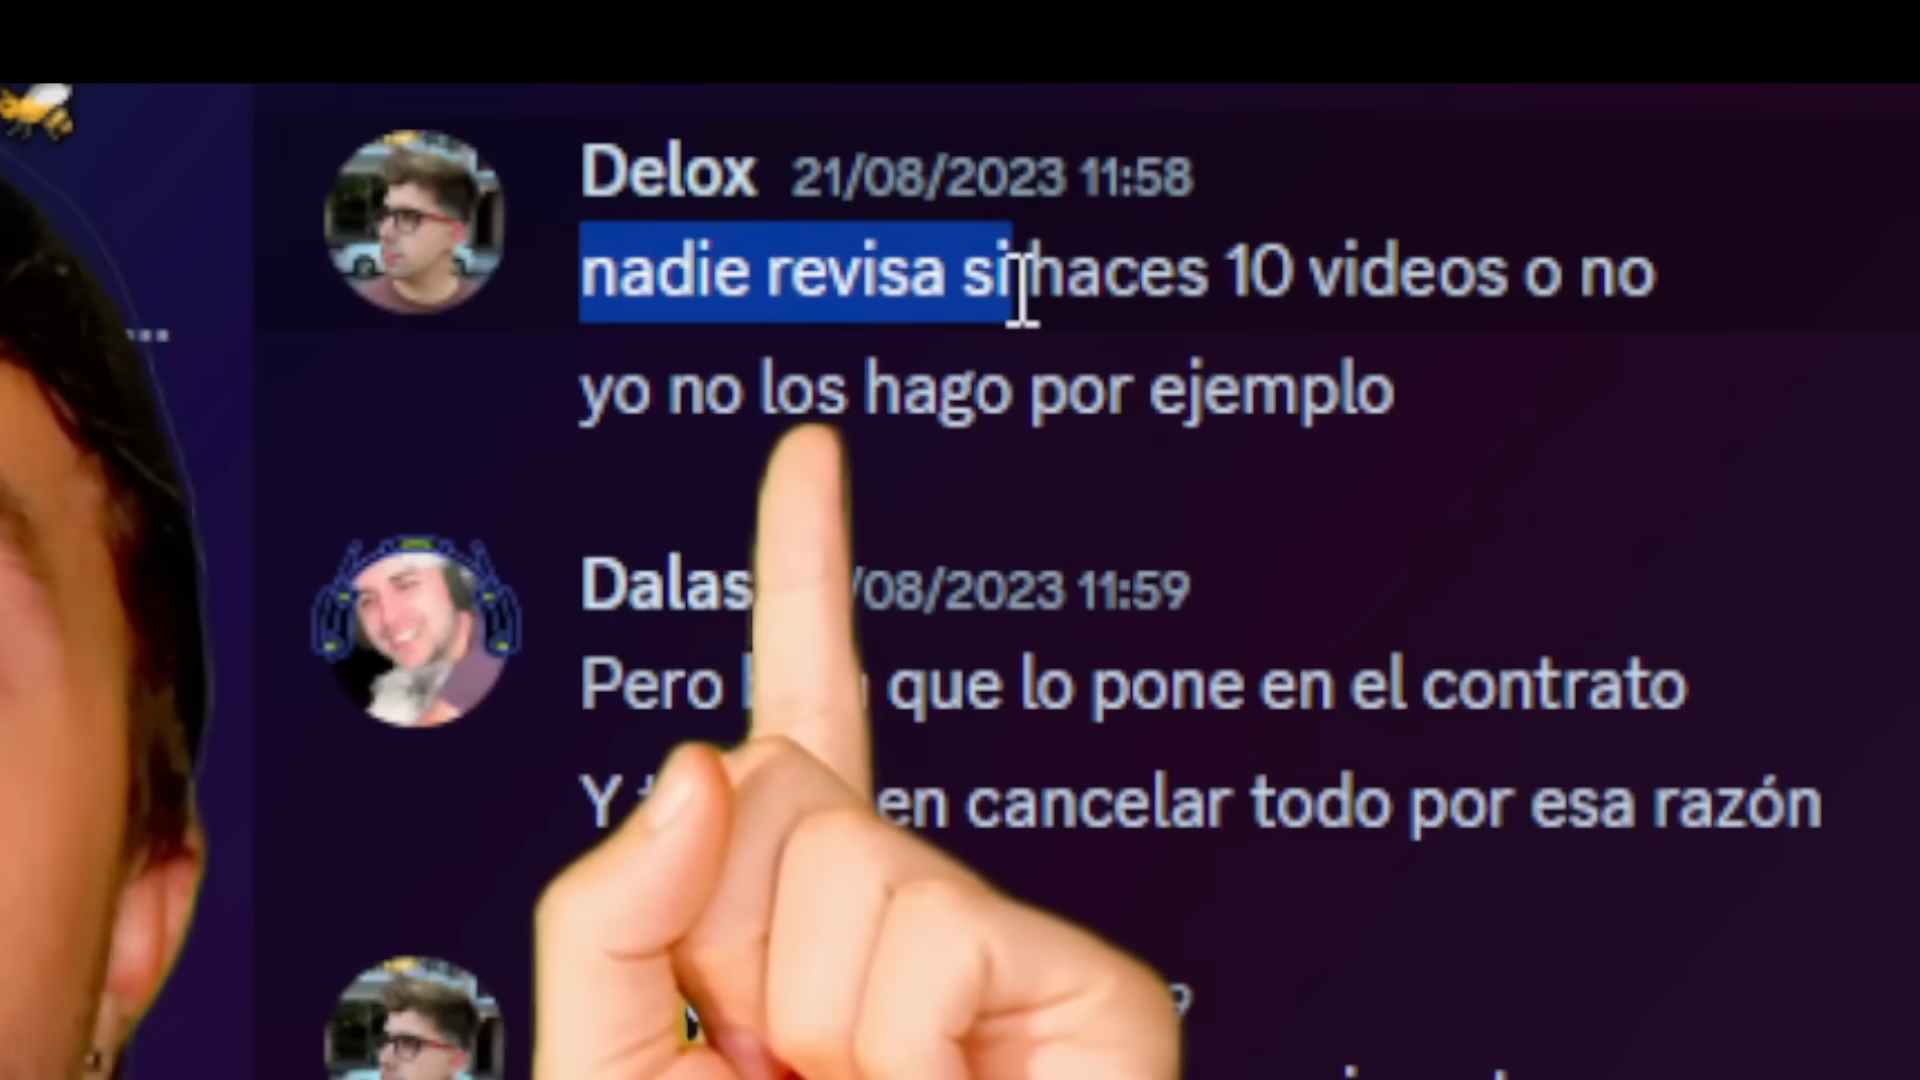 Delox 21/08/2023 11:58
nadie revisa si haces 10 videos o no
yo no los hago por ejemplo
Dalas /08/2023 11:59
Pero que lo pone en el contrato
Y en cancelar todo por esa razón